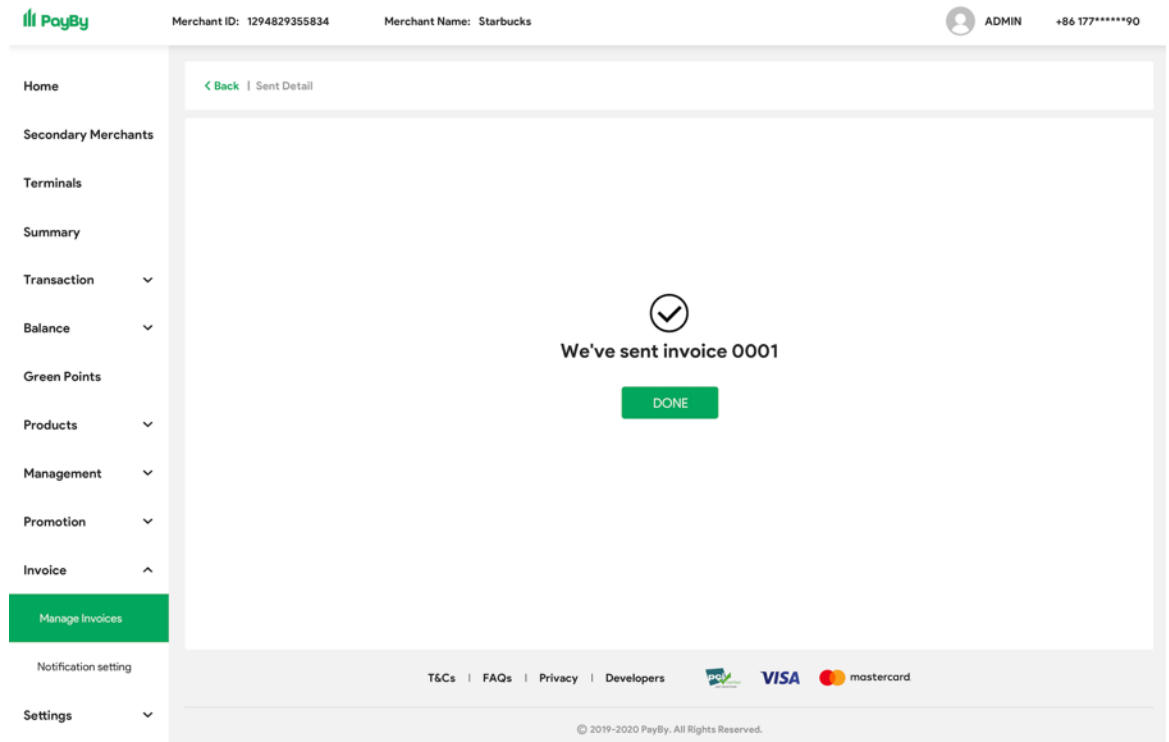 PayBy
Merchant ID: 1294829355834 Merchant Name: Starbucks ADMIN +86 177******90
Home
Secondary Merchants
Terminals
Summary
Transaction
Balance
Green Points
Products
Management
Promotion
Invoice
Manage Invoices
Notification setting
Settings
Back | Sent Detail
We've sent invoice 0001
DONE
T&Cs | FAQs | Privacy | Developers VISA mastercard
© 2019-2020 PayBy. All Rights Reserved.